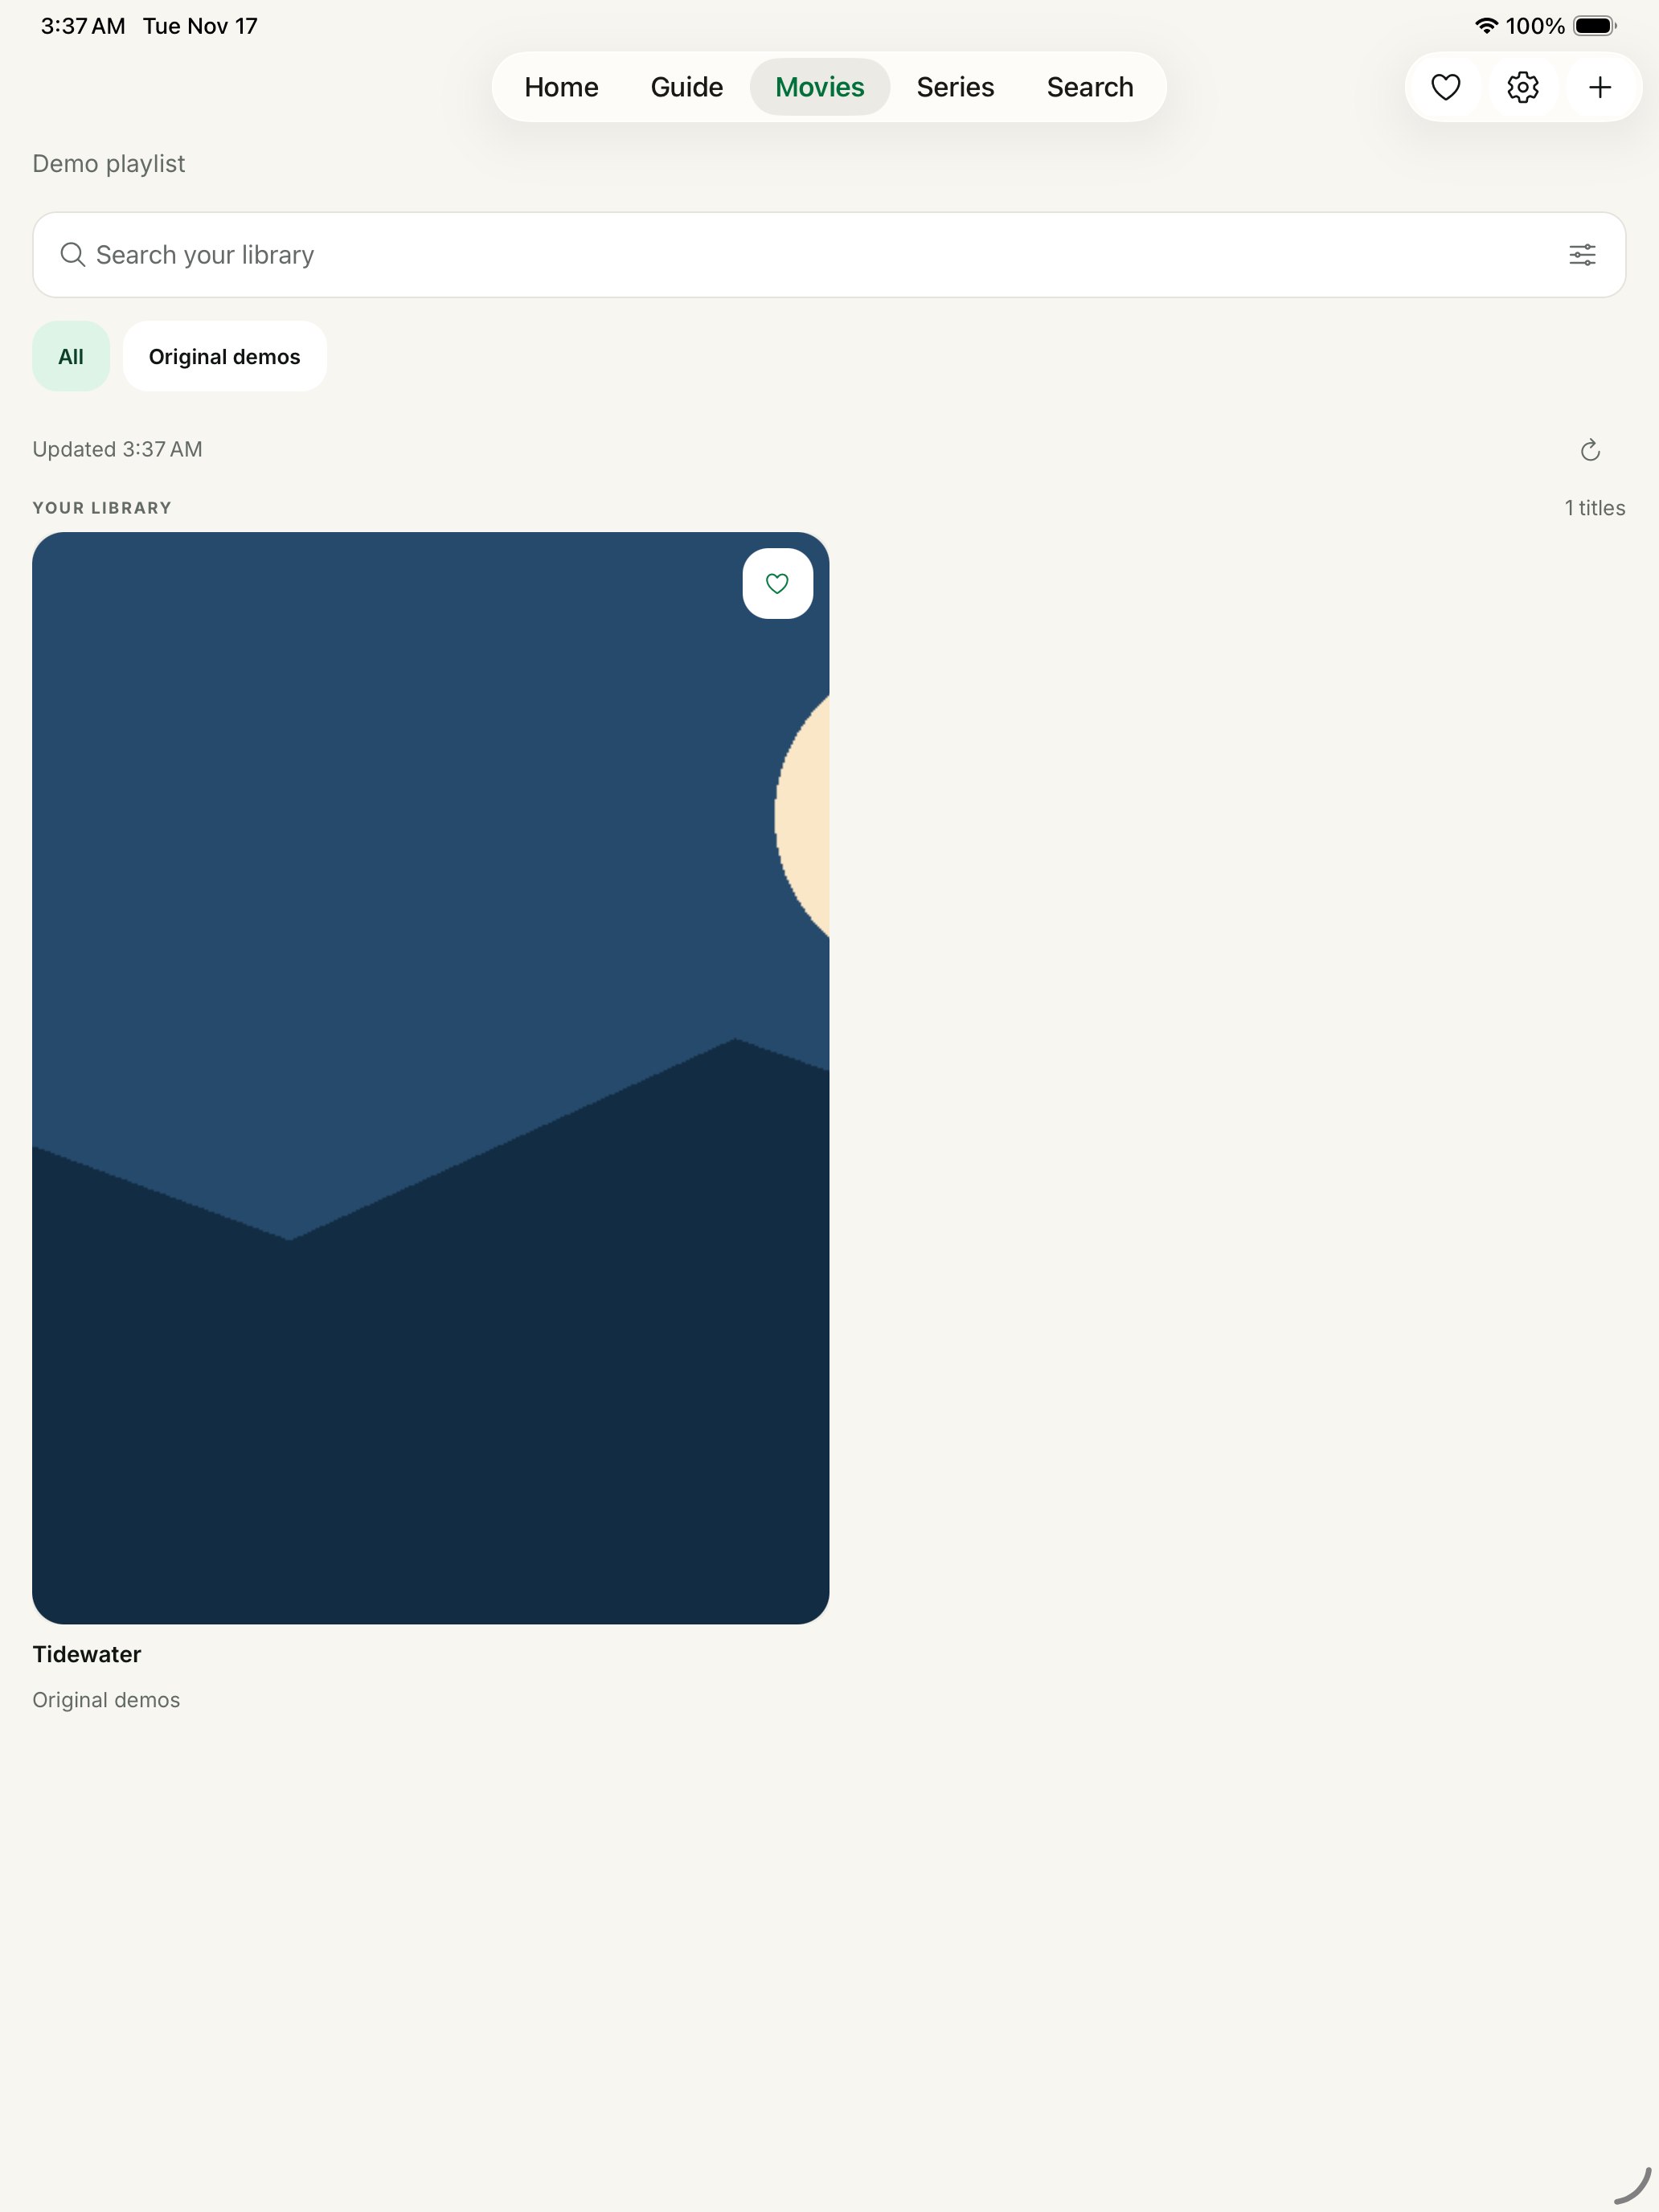 3:37 AM Tue Nov 17
100%
Home Guide Movies Series Search
Demo playlist
Search your library
All Original demos
Updated 3:37 AM
YOUR LIBRARY 1 titles
Tidewater
Original demos